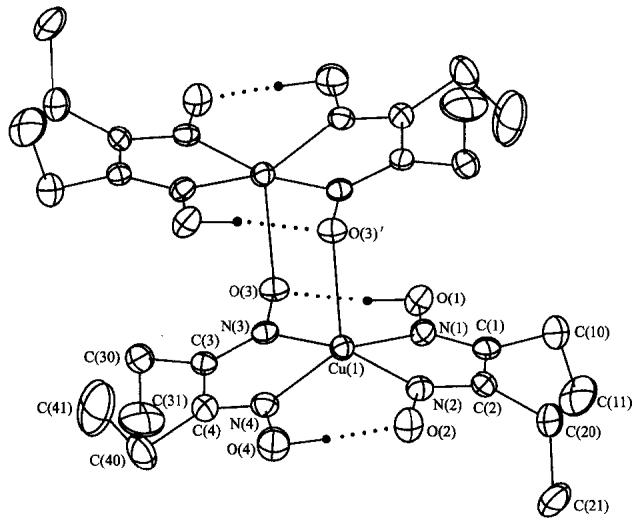 O(3)'
O(3)
O(1)
N(3)
N(1)
C(1)
C(3)
C(10)
C(30)
Cu(1)
C(31)
N(2)
C(2)
C(11)
C(41)
C(4)
N(4)
C(20)
O(2)
C(40)
O(4)
C(21)